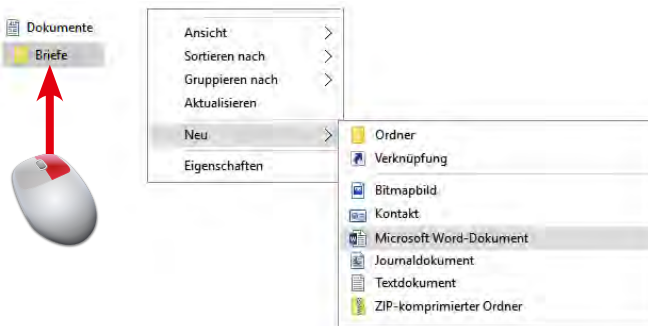 Dokumente
Briefe
Ansicht
Sortieren nach
Gruppieren nach
Aktualisieren
Neu
Eigenschaften
Ordner
Verknüpfung
Bitmapbild
Kontakt
Microsoft Word-Dokument
Journaldokument
Textdokument
ZIP-komprimierter Ordner